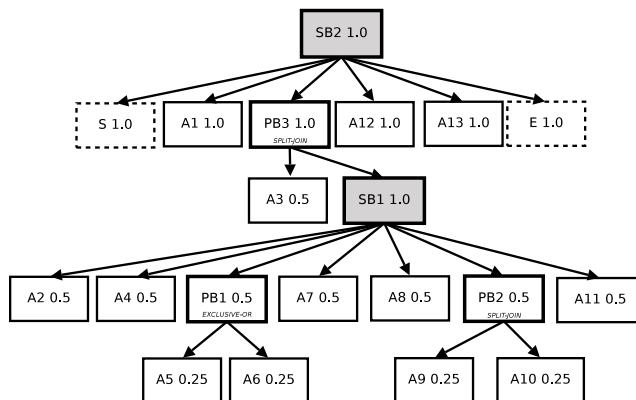 SB2 1.0
S 1.0
A1 1.0
PB3 1.0
SPLIT-JOIN
A12 1.0
A13 1.0
E 1.0
A3 0.5
SB1 1.0
A2 0.5
A4 0.5
PB1 0.5
EXCLUSIVE-OR
A7 0.5
A8 0.5
PB2 0.5
SPLIT-JOIN
A11 0.5
A5 0.25
A6 0.25
A9 0.25
A10 0.25